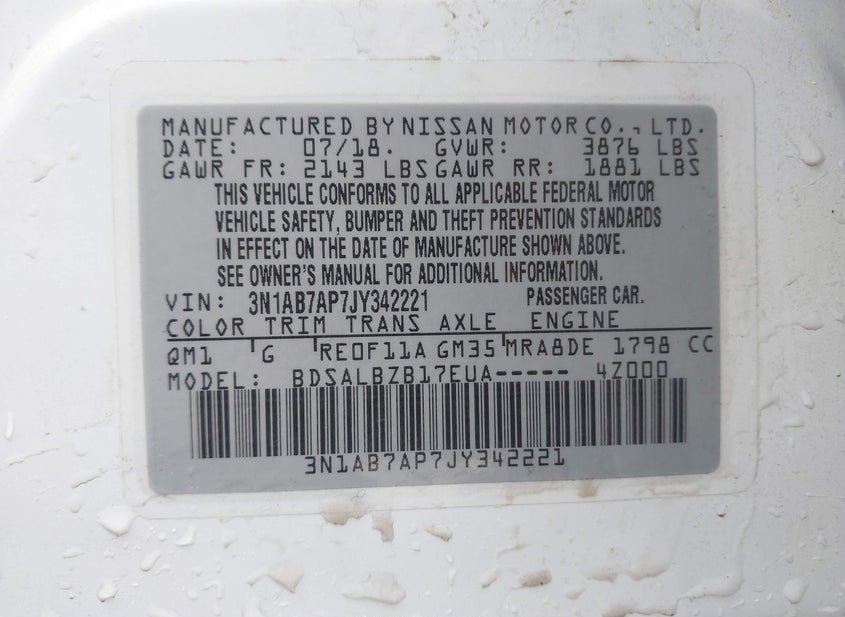 MANUFACTURED BY NISSAN MOTOR CO., LTD.
DATE: 07/18. GVWR: 3876 LBS
GAWR FR: 2143 LBS GAWR RR: 1881 LBS
THIS VEHICLE CONFORMS TO ALL APPLICABLE FEDERAL MOTOR
VEHICLE SAFETY, BUMPER AND THEFT PREVENTION STANDARDS
IN EFFECT ON THE DATE OF MANUFACTURE SHOWN ABOVE.
SEE OWNER'S MANUAL FOR ADDITIONAL INFORMATION.
VIN: 3N1AB7AP7JY342221 PASSENGER CAR.
COLOR TRIM TRANS AXLE ENGINE
QM1 G RE0F11A GM35 MRA8DE 1798 CC
MODEL: BDSALBZB17EUA----- 4Z000
3N1AB7AP7JY342221